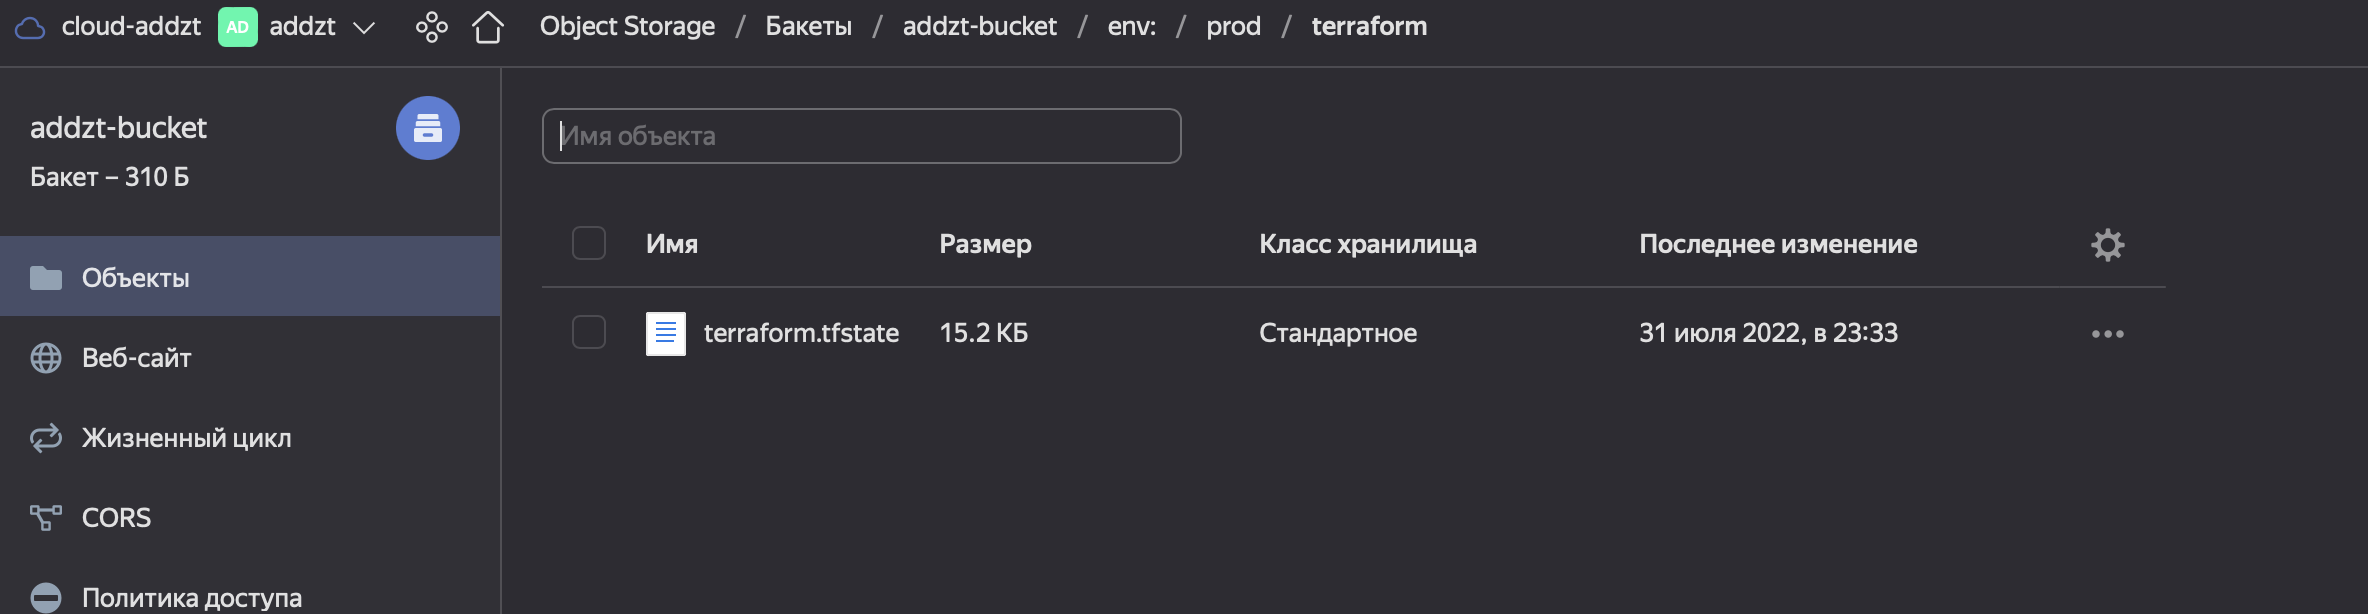 cloud-addzt AD addzt Object Storage / Бакеты / addzt-bucket / env: / prod / terraform
addzt-bucket
Бакет – 310 Б
Объекты
Веб-сайт
Жизненный цикл
CORS
Политика доступа
Имя объекта
Имя Размер Класс хранилища Последнее изменение
terraform.tfstate 15.2 КБ Стандартное 31 июля 2022, в 23:33